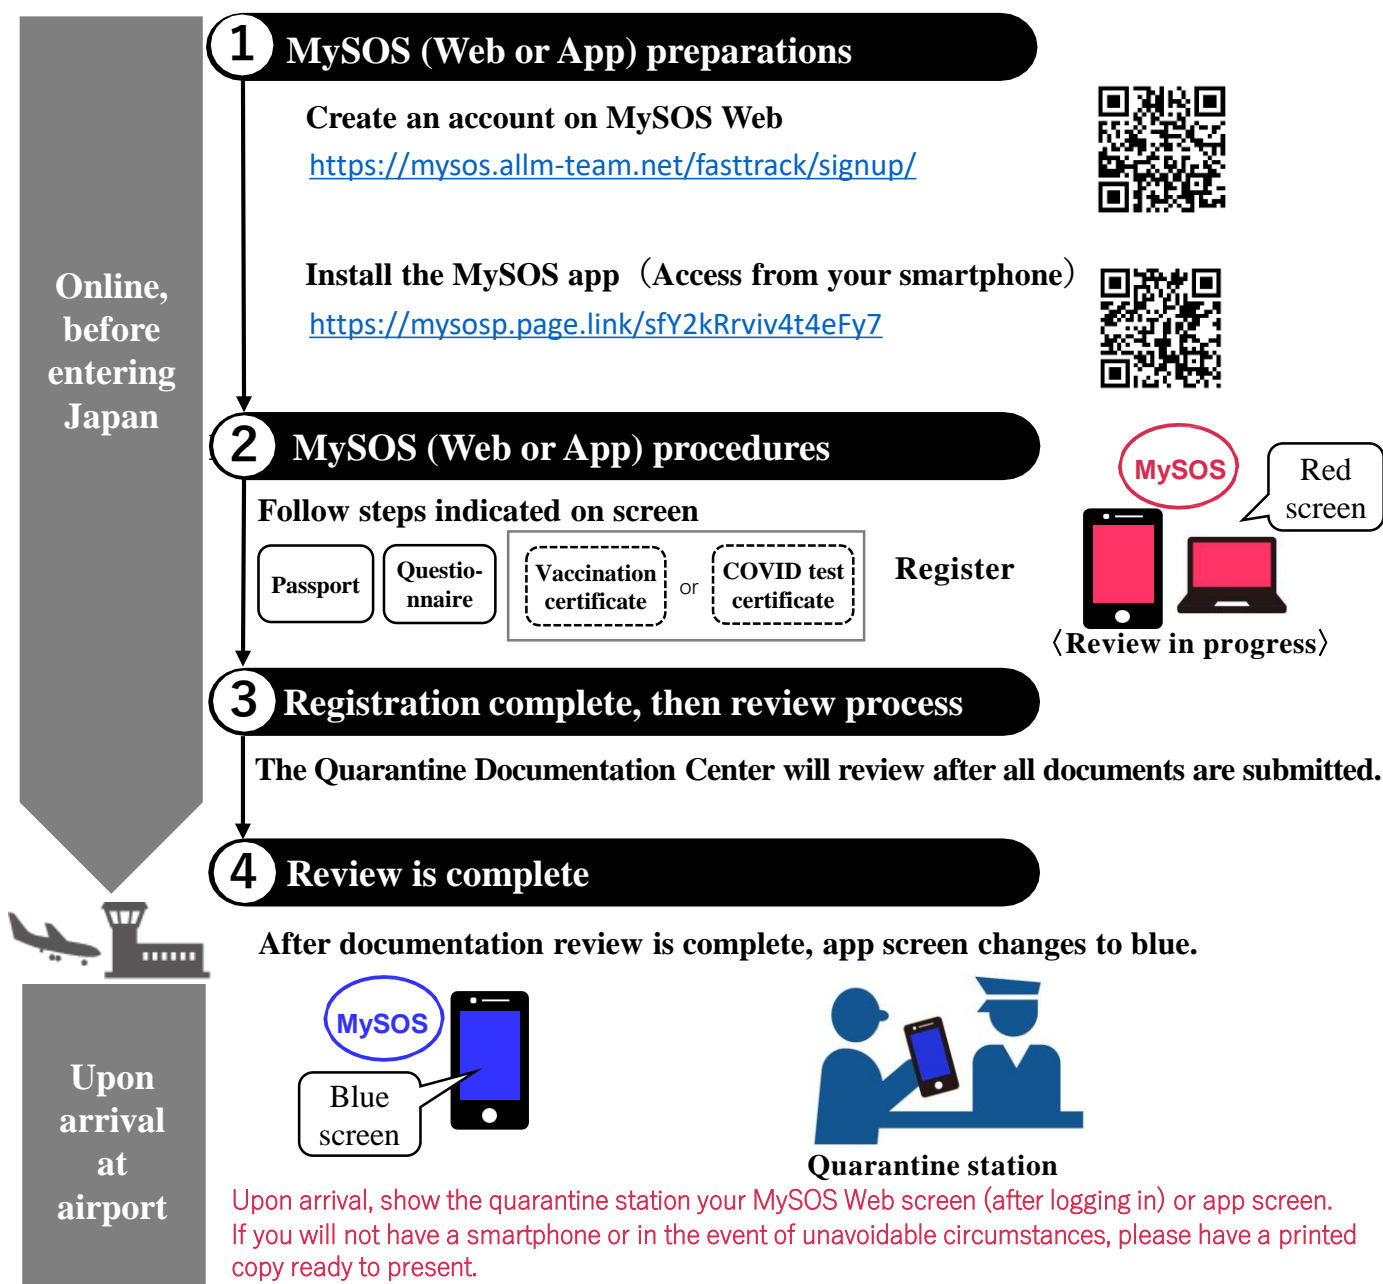 1 MySOS (Web or App) preparations
Create an account on MySOS Web
https://mysos.allm-team.net/fasttrack/signup/
Install the MySOS app（Access from your smartphone）
https://mysosp.page.link/sfY2kRrviv4t4eFy7
Online,
before
entering
Japan
2 MySOS (Web or App) procedures
Follow steps indicated on screen
Passport
Questio-
nnaire
Vaccination
certificate
or
COVID test
certificate
Register
MySOS
Red
screen
〈Review in progress〉
3 Registration complete, then review process
The Quarantine Documentation Center will review after all documents are submitted.
4 Review is complete
After documentation review is complete, app screen changes to blue.
MySOS
Blue
screen
Quarantine station
Upon
arrival
at
airport
Upon arrival, show the quarantine station your MySOS Web screen (after logging in) or app screen.
If you will not have a smartphone or in the event of unavoidable circumstances, please have a printed
copy ready to present.